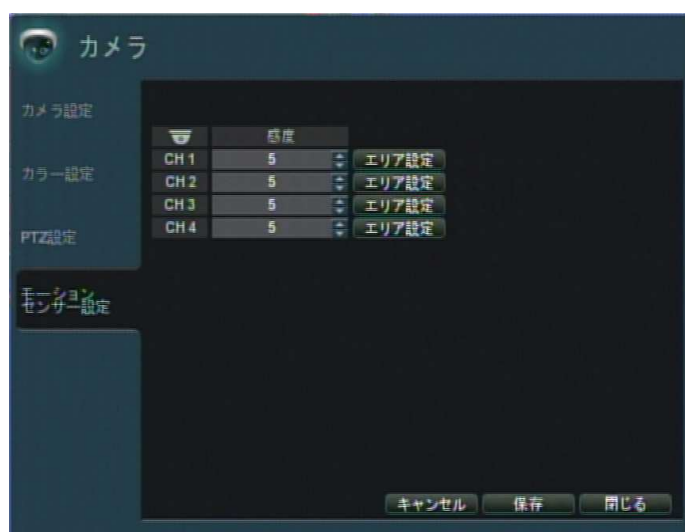 カメラ
カメラ設定
カラー設定
PTZ設定
モーション
センサー設定
感度
CH 1 5 エリア設定
CH 2 5 エリア設定
CH 3 5 エリア設定
CH 4 5 エリア設定
キャンセル 保存 閉じる